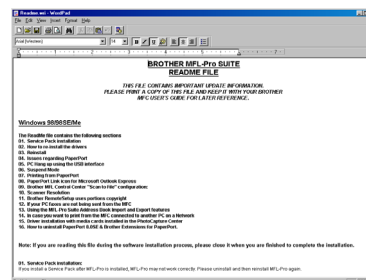 Readme.wri - WordPad
File Edit View Insert Format Help
Arial (Western)
BROTHER MFL-Pro SUITE
README FILE
THIS FILE CONTAINS IMPORTANT UPDATE INFORMATION.
PLEASE PRINT A COPY OF THIS FILE AND KEEP IT WITH YOUR BROTHER
MFC USER'S GUIDE FOR LATER REFERENCE.
Windows 98/98SE/Me
The ReadMe file contains the following sections
01. Service Pack installation
02. How to re-install the drivers
03. Reinstall
04. Issues regarding PaperPort
05. PC Hang up using the USB interface
06. Suspend Mode
07. Printing from PaperPort
08. PaperPort Link icon for Microsoft Outlook Express
09. Brother MFL Control Center "Scan to File" configuration:
10. Scanner Resolution
11. Brother RemoteSetup uses portions copyright
12. If your PC faxes are not being sent from the MFC
13. Using the MFL-Pro Suite Address Book Import and Export features
14. In case you want to print from the MFC connected to another PC on a Network
15. Driver installation with media cards installed in the PhotoCapture Center
16. How to uninstall PaperPort 8.0SE & Brother Extensions for PaperPort.
Note: If you are reading this file during the software installation process, please close it when you are finished to complete the installation.
01. Service Pack installation:
If you install a Service Pack after MFL-Pro is installed, MFL-Pro may not work correctly. Please uninstall and then reinstall MFL-Pro again.